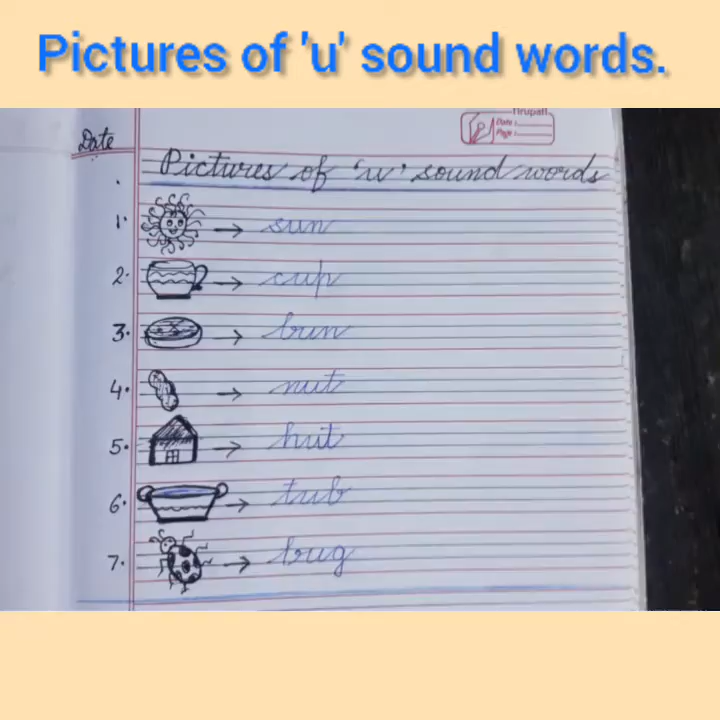 Pictures of 'u' sound words.
Tirupati
Date :
Page :
Date
Pictures of 'u' sound words
1. → sun
2. → cup
3. → bun
4. → nut
5. → hut
6. → tub
7. → bug